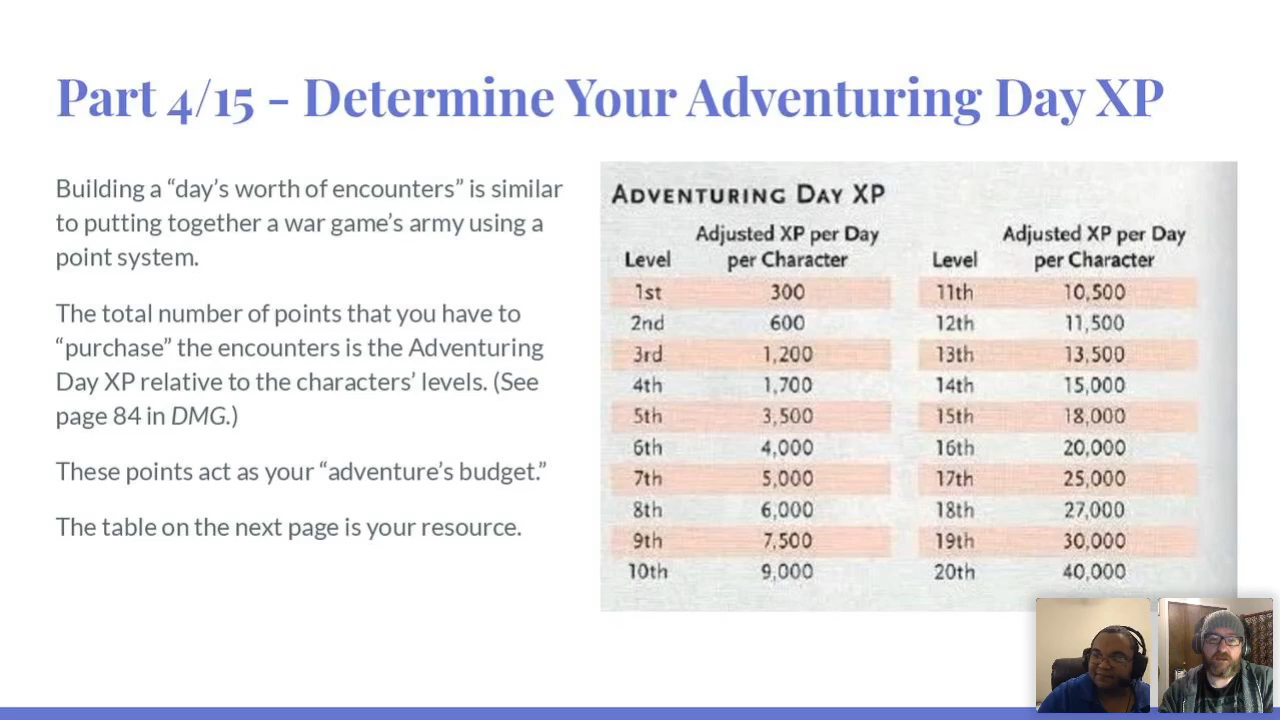 Part 4/15 - Determine Your Adventuring Day XP
Building a “day’s worth of encounters” is similar
to putting together a war game’s army using a
point system.
The total number of points that you have to
“purchase” the encounters is the Adventuring
Day XP relative to the characters’ levels. (See
page 84 in DMG.)
These points act as your “adventure’s budget.”
The table on the next page is your resource.
ADVENTURING DAY XP
Adjusted XP per Day Adjusted XP per Day
Level per Character Level per Character
1st 300 11th 10,500
2nd 600 12th 11,500
3rd 1,200 13th 13,500
4th 1,700 14th 15,000
5th 3,500 15th 18,000
6th 4,000 16th 20,000
7th 5,000 17th 25,000
8th 6,000 18th 27,000
9th 7,500 19th 30,000
10th 9,000 20th 40,000